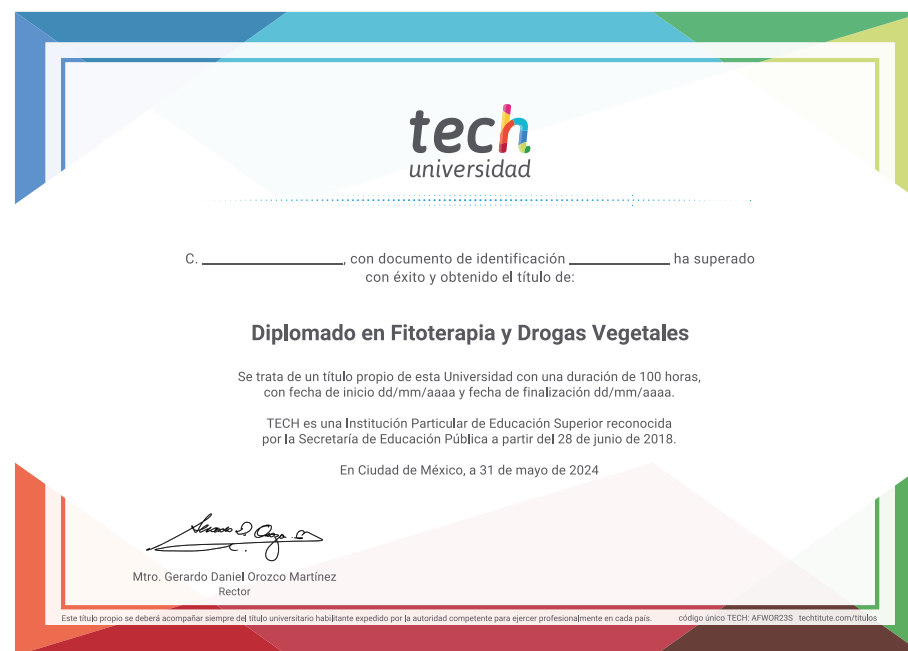 tech
universidad
C. ____________, con documento de identificación ____________ ha superado
con éxito y obtenido el título de:
Diplomado en Fitoterapia y Drogas Vegetales
Se trata de un título propio de esta Universidad con una duración de 100 horas,
con fecha de inicio dd/mm/aaaa y fecha de finalización dd/mm/aaaa.
TECH es una Institución Particular de Educación Superior reconocida
por la Secretaría de Educación Pública a partir del 28 de junio de 2018.
En Ciudad de México, a 31 de mayo de 2024
Mtro. Gerardo Daniel Orozco Martínez
Rector
Este título propio se deberá acompañar siempre del título universitario habilitante expedido por la autoridad competente para ejercer profesionalmente en cada país. código único TECH: AFWOR23S techtitute.com/titulos